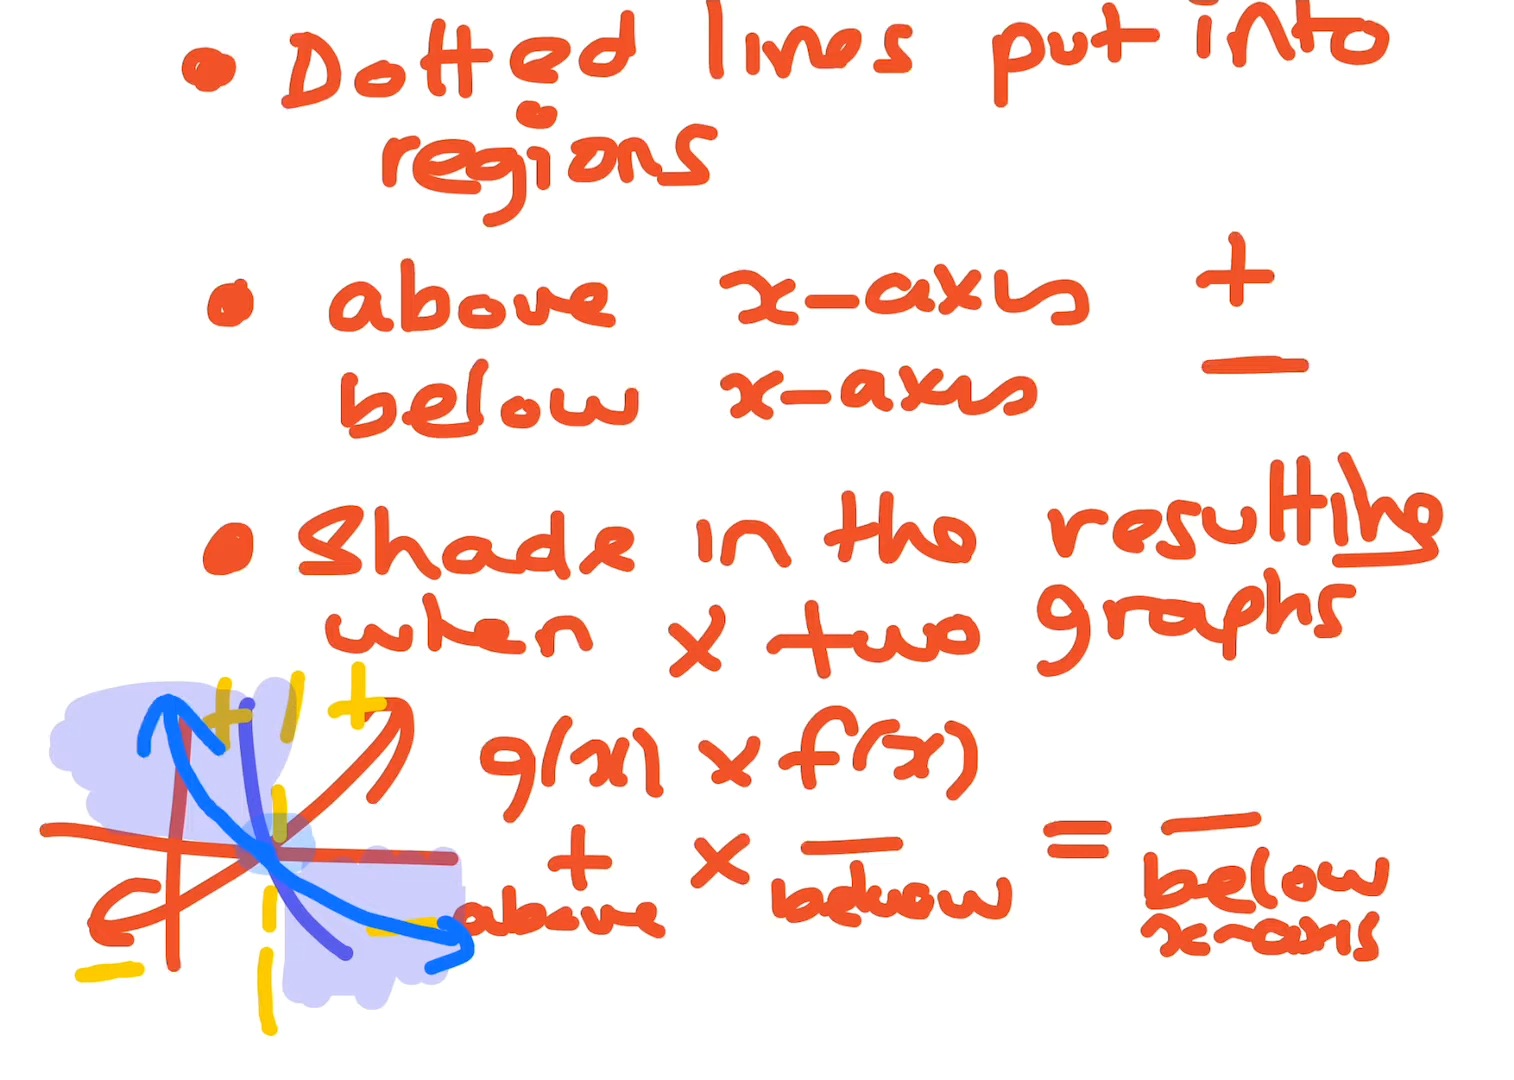 • Dotted lines put into
regions
• above x-axis +
below x-axis −
• Shade in the resulting
when × two graphs
+ +
g(x) × f(x)
+ × − = −
above below below
x-axis
−
−